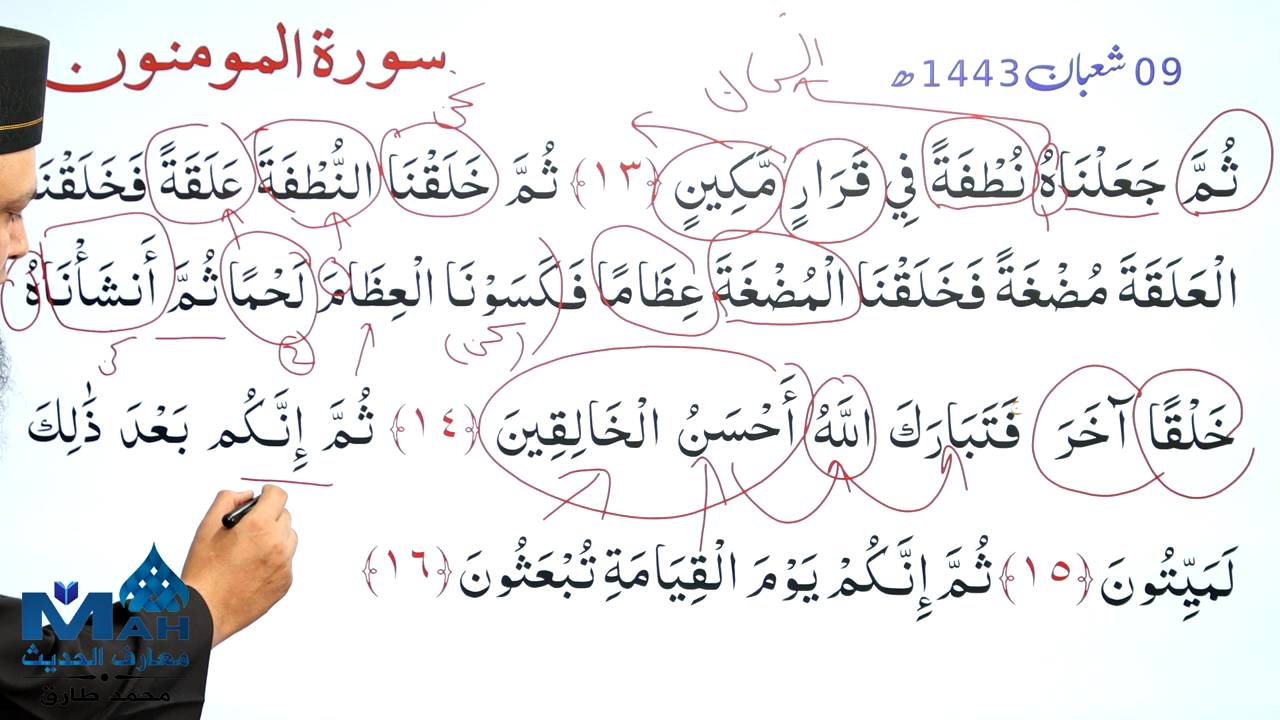 سورة المومنون
09 شعبان 1443ھ
ثُمَّ جَعَلْنَاهُ نُطْفَةً فِي قَرَارٍ مَّكِينٍ ﴿١٣﴾ ثُمَّ خَلَقْنَا النُّطْفَةَ عَلَقَةً فَخَلَقْنَا
الْعَلَقَةَ مُضْغَةً فَخَلَقْنَا الْمُضْغَةَ عِظَامًا فَكَسَوْنَا الْعِظَامَ لَحْمًا ثُمَّ أَنشَأْنَاهُ
خَلْقًا آخَرَ فَتَبَارَكَ اللَّهُ أَحْسَنُ الْخَالِقِينَ ﴿١٤﴾ ثُمَّ إِنَّكُم بَعْدَ ذَٰلِكَ
لَمَيِّتُونَ ﴿١٥﴾ ثُمَّ إِنَّكُمْ يَوْمَ الْقِيَامَةِ تُبْعَثُونَ ﴿١٦﴾
MAH
معارف الحديث
محمد طارق